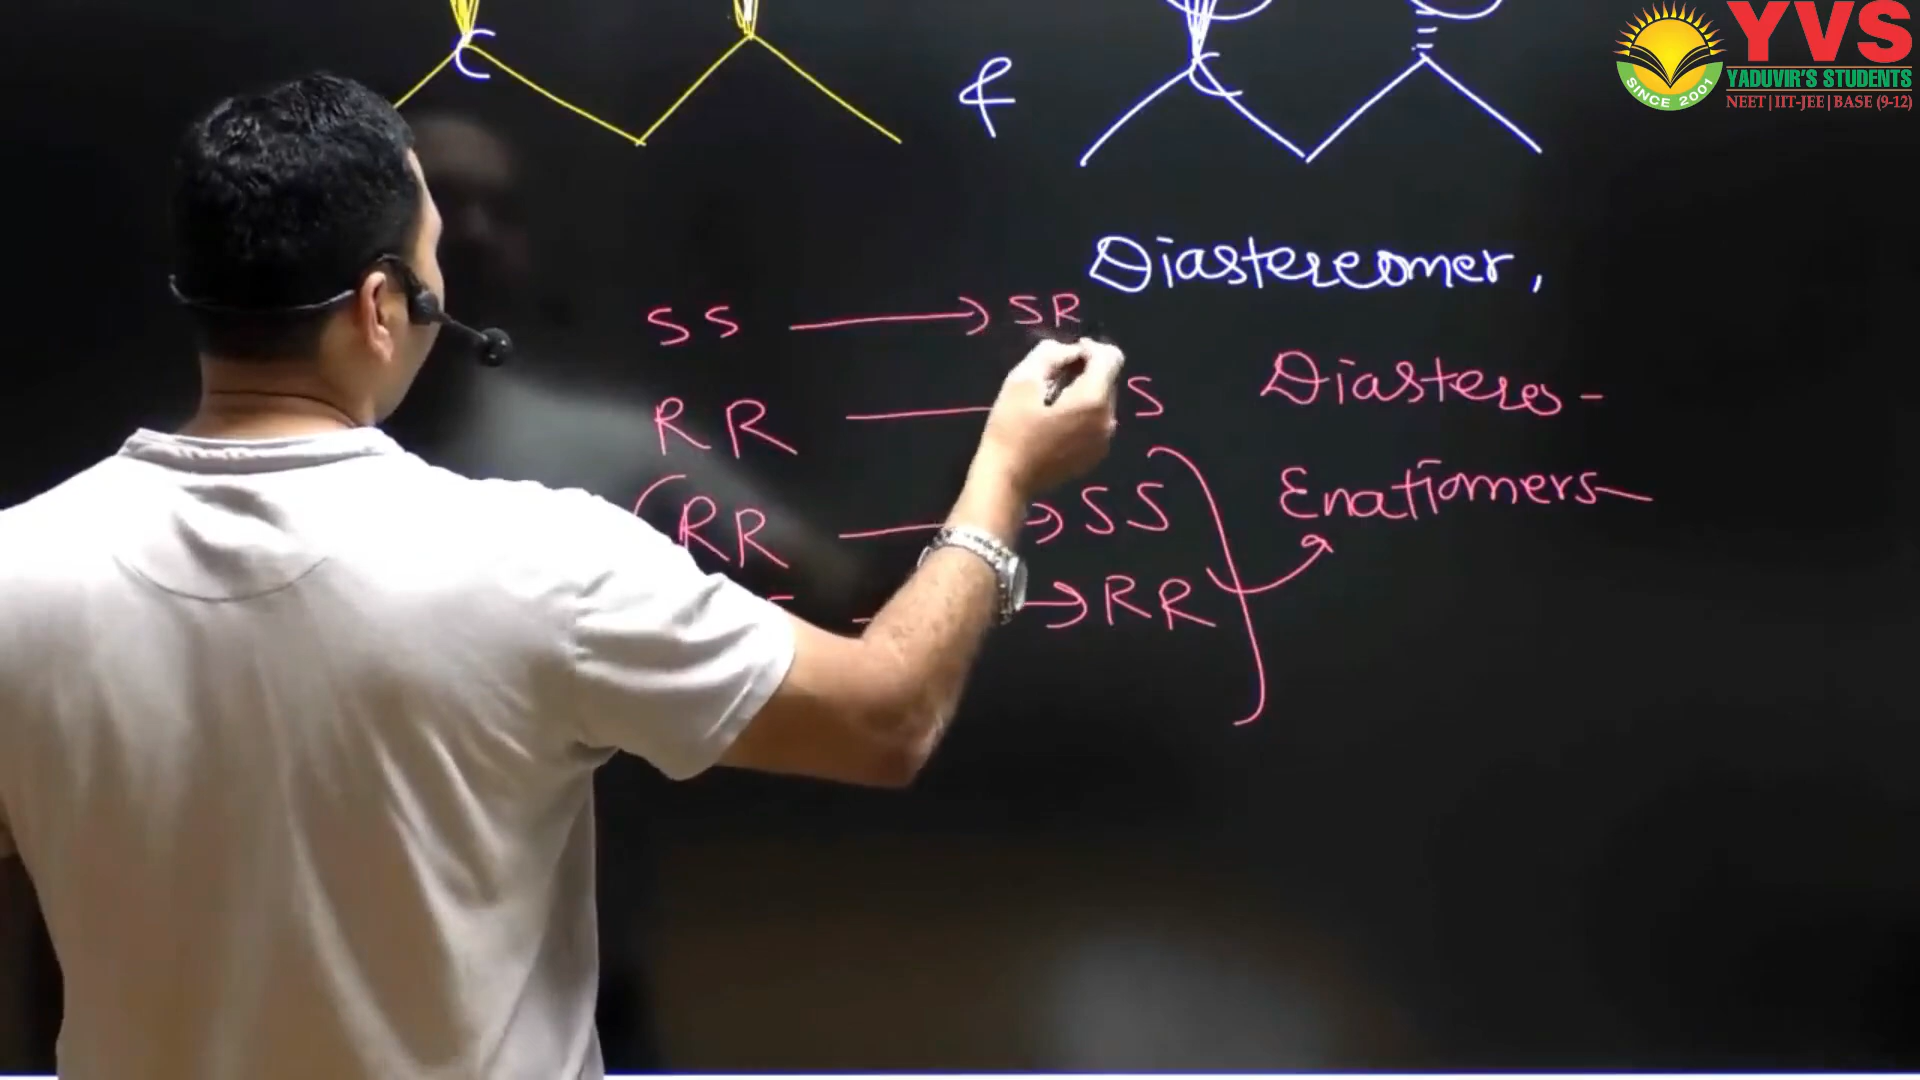 YVS
YADUVIR'S STUDENTS
NEET | IIT-JEE | BASE (9-12)
SINCE 2001
C
&
C
Diastereomer,
SS → SR
RR — S
Diastereo-
RR → SS
Enatiomers
→ RR